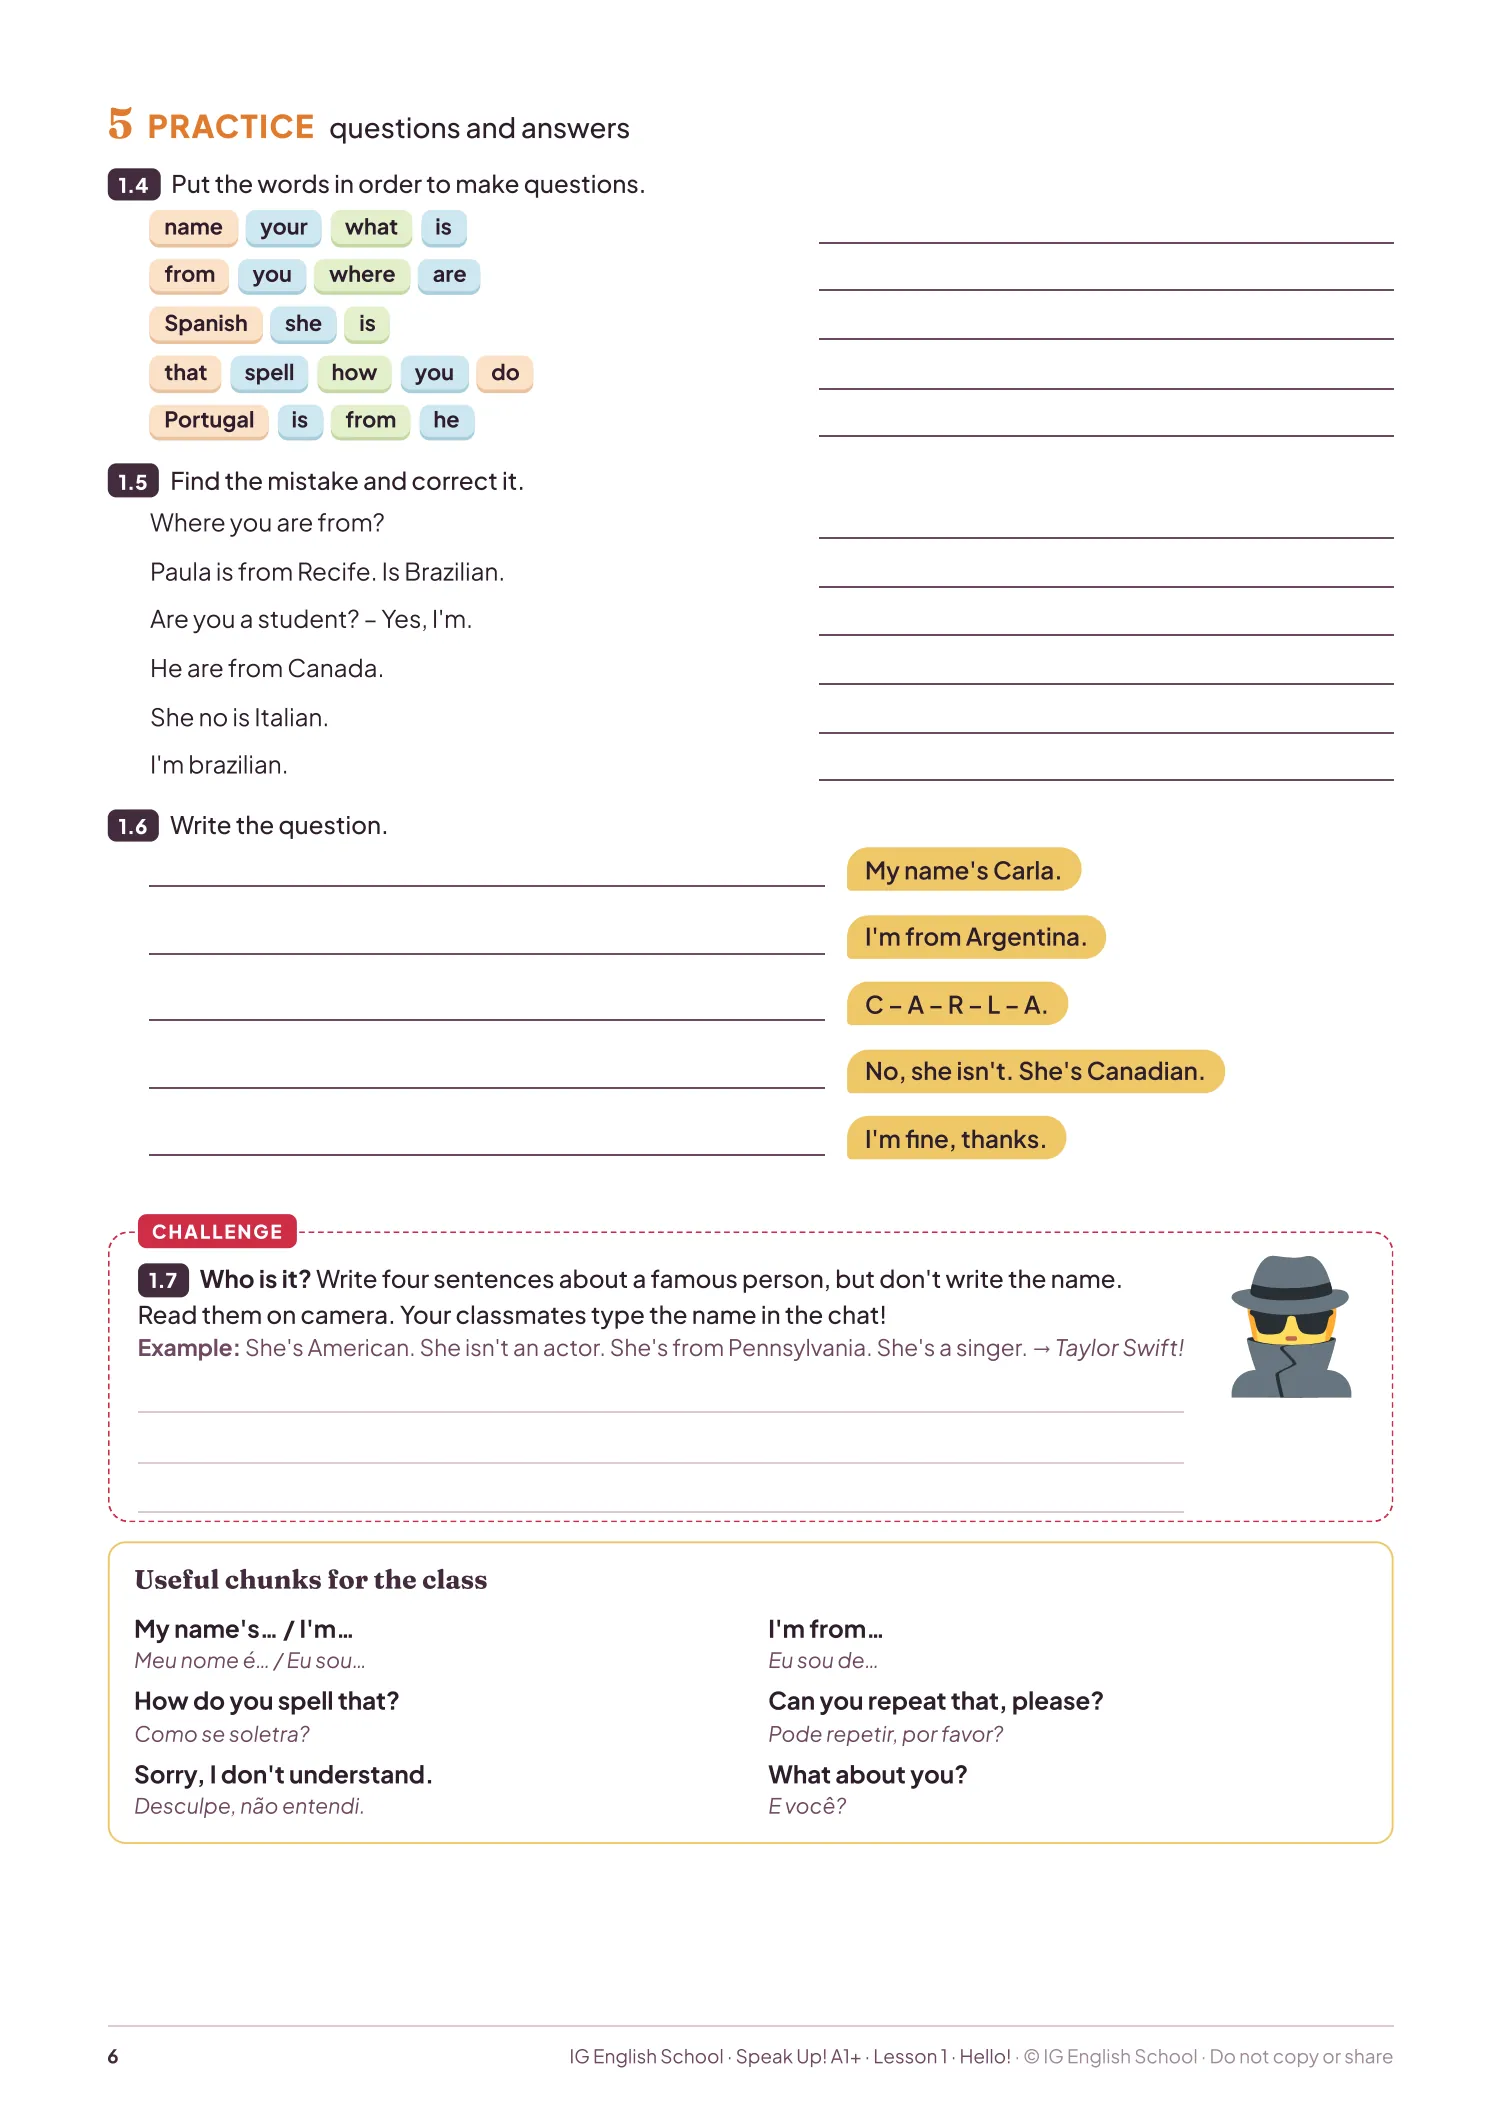 5 PRACTICE questions and answers
1.4 Put the words in order to make questions.
name your what is
from you where are
Spanish she is
that spell how you do
Portugal is from he
1.5 Find the mistake and correct it.
Where you are from?
Paula is from Recife. Is Brazilian.
Are you a student? – Yes, I'm.
He are from Canada.
She no is Italian.
I'm brazilian.
1.6 Write the question.
My name's Carla.
I'm from Argentina.
C – A – R – L – A.
No, she isn't. She's Canadian.
I'm fine, thanks.
CHALLENGE
1.7 Who is it? Write four sentences about a famous person, but don't write the name.
Read them on camera. Your classmates type the name in the chat!
Example: She's American. She isn't an actor. She's from Pennsylvania. She's a singer. → Taylor Swift!
Useful chunks for the class
My name's… / I'm…
Meu nome é… / Eu sou…
How do you spell that?
Como se soletra?
Sorry, I don't understand.
Desculpe, não entendi.
I'm from…
Eu sou de…
Can you repeat that, please?
Pode repetir, por favor?
What about you?
E você?
6
IG English School · Speak Up! A1+ · Lesson 1 · Hello! · © IG English School · Do not copy or share